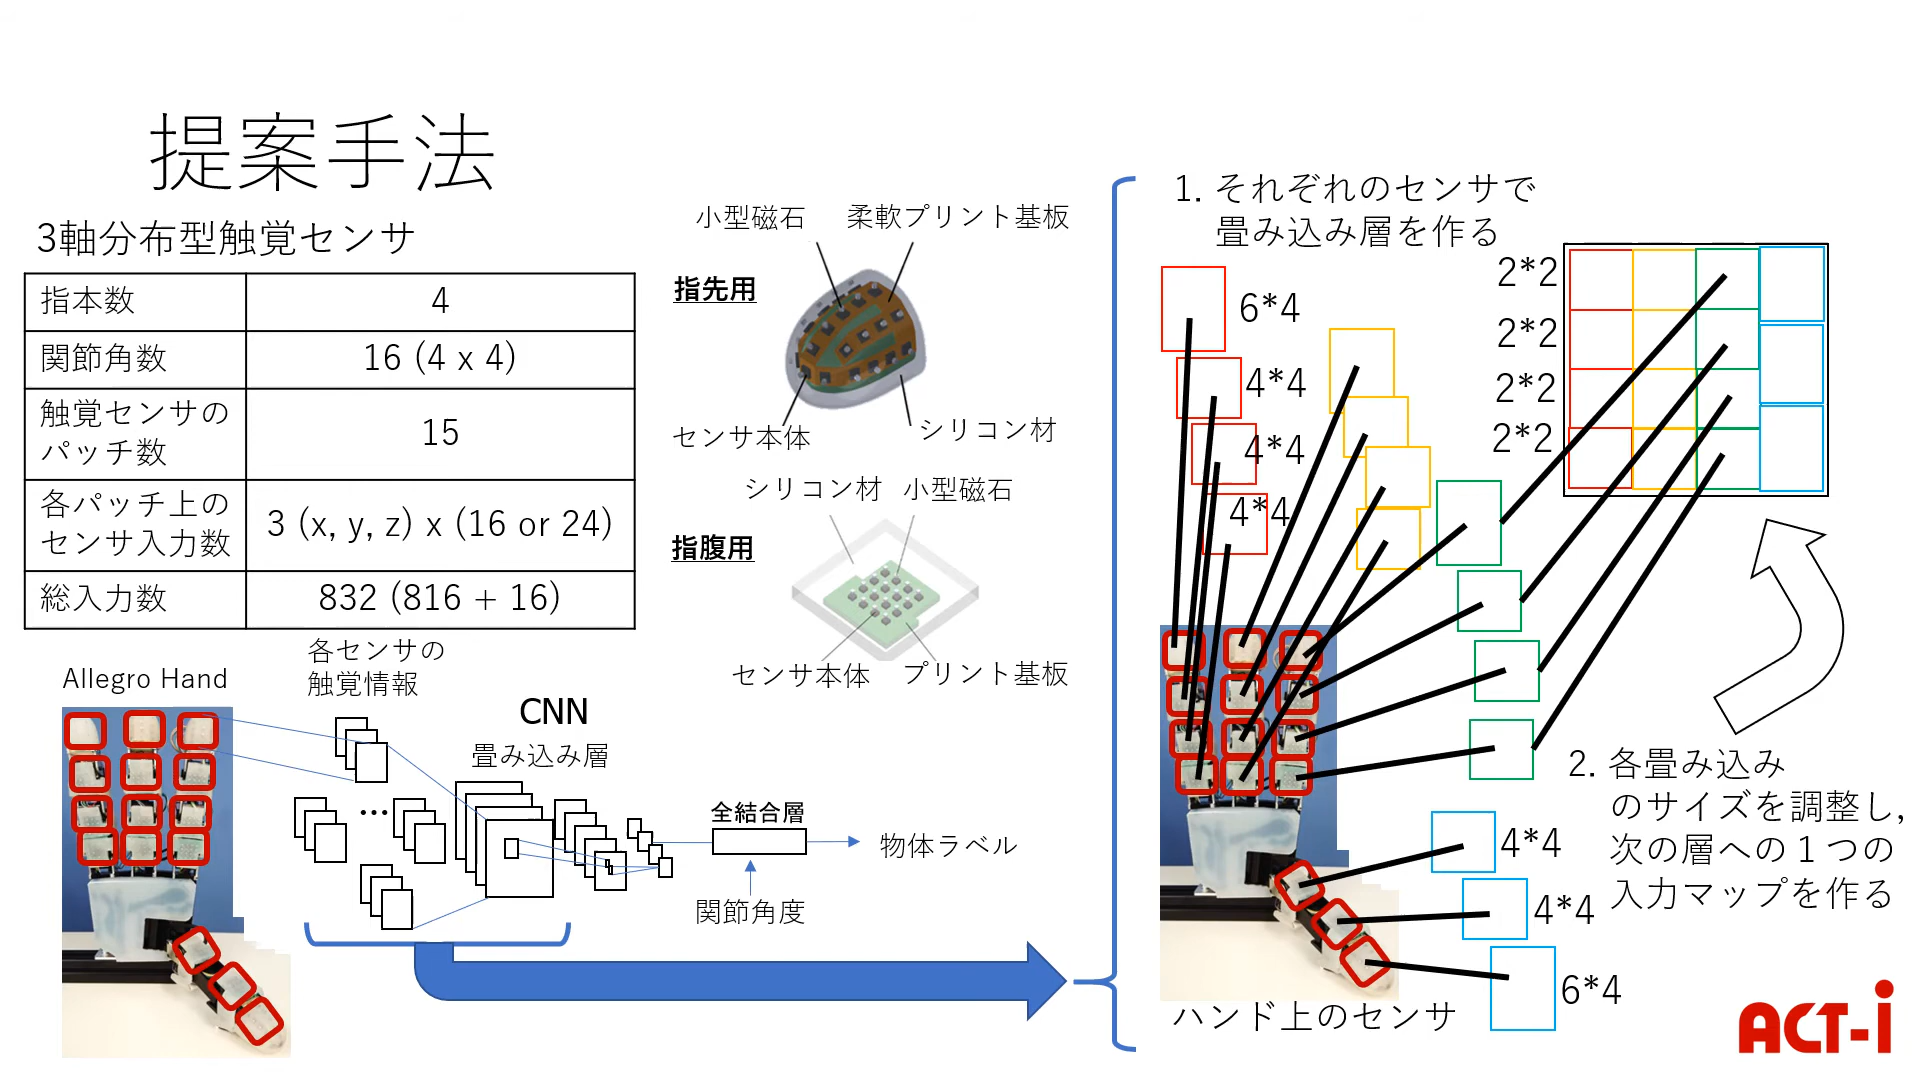 提案手法
3軸分布型触覚センサ
指本数 4
関節角数 16 (4 x 4)
触覚センサの
パッチ数
15
各パッチ上の
センサ入力数
3 (x, y, z) x (16 or 24)
総入力数 832 (816 + 16)
小型磁石 柔軟プリント基板
指先用
センサ本体 シリコン材
シリコン材 小型磁石
指腹用
センサ本体 プリント基板
Allegro Hand
各センサの
触覚情報
CNN
畳み込み層
…
全結合層
物体ラベル
関節角度
1. それぞれのセンサで
畳み込み層を作る
6*4
4*4
4*4
4*4
2*2
2*2
2*2
2*2
4*4
4*4
6*4
ハンド上のセンサ
2. 各畳み込み
のサイズを調整し,
次の層への1つの
入力マップを作る
ACT-i